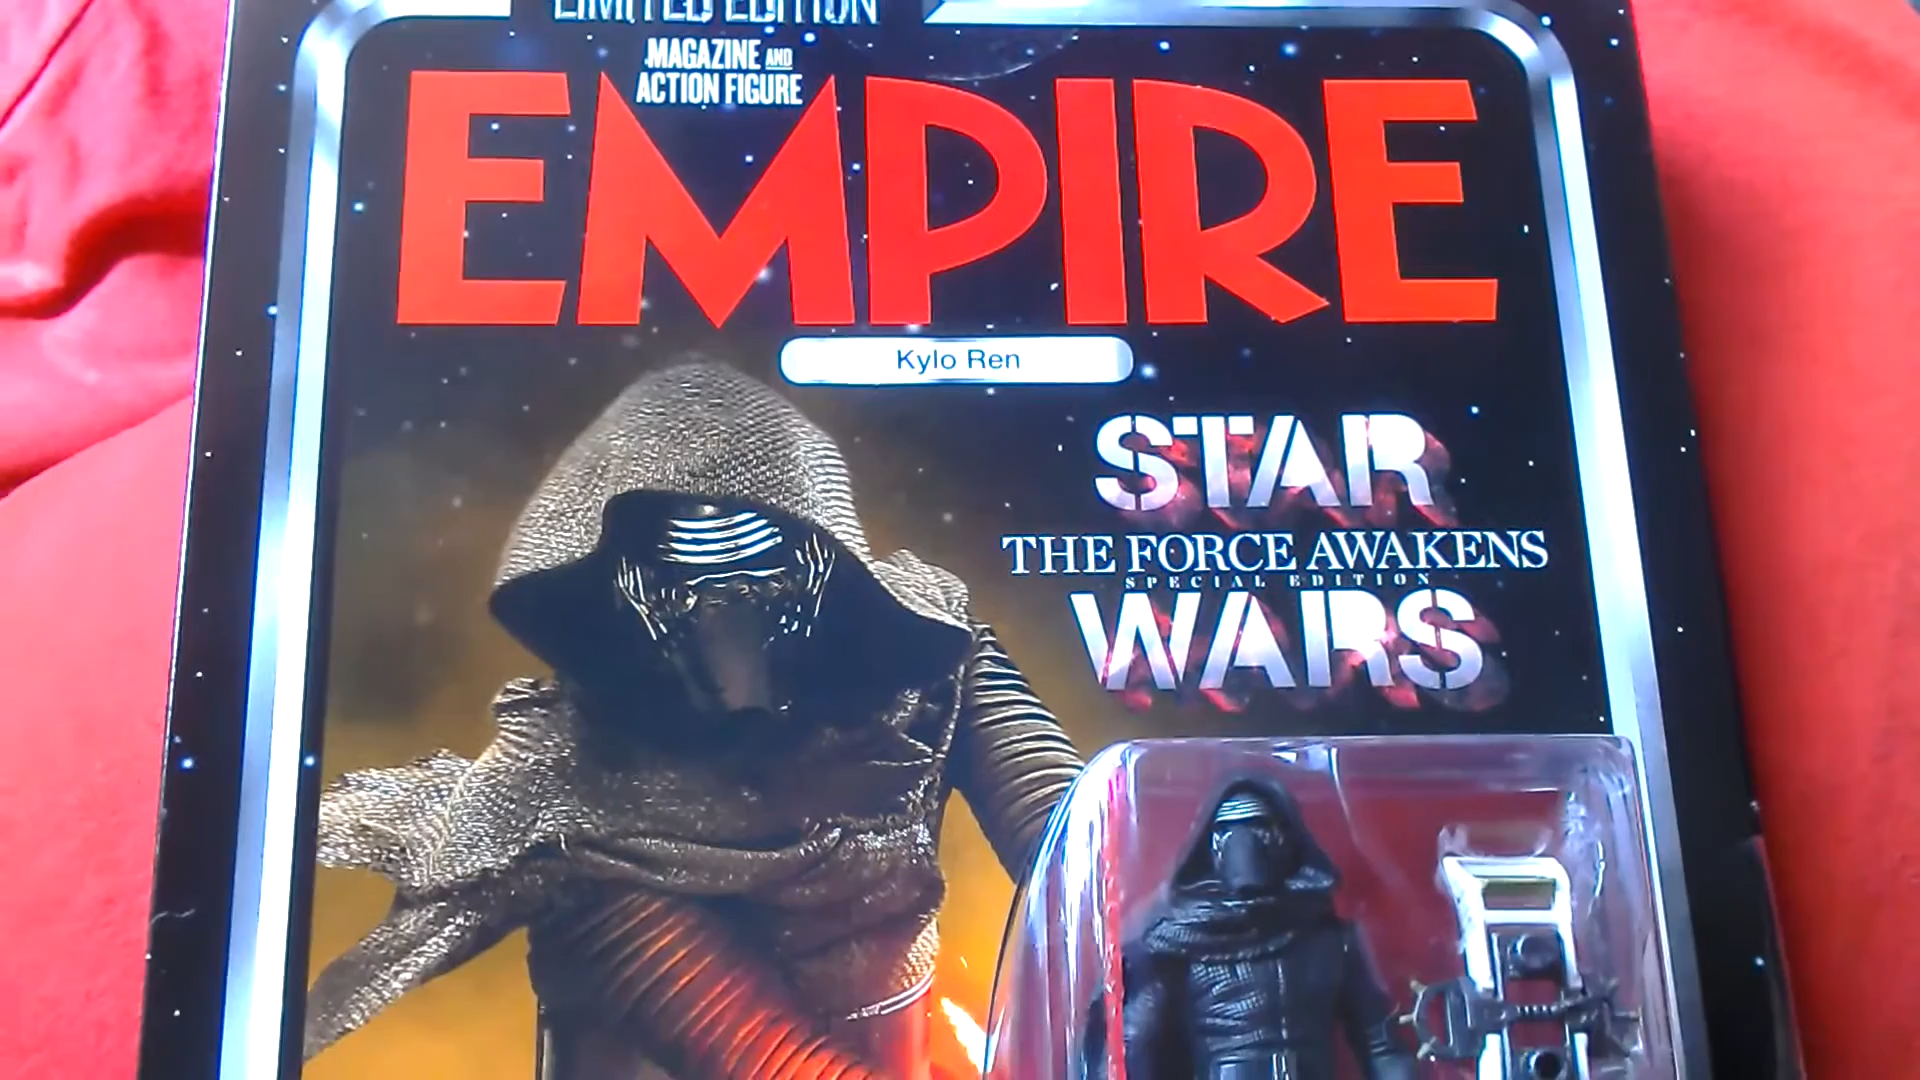 LIMITED EDITION
MAGAZINE AND
ACTION FIGURE
EMPIRE
Kylo Ren
STAR
THE FORCE AWAKENS
SPECIAL EDITION
WARS